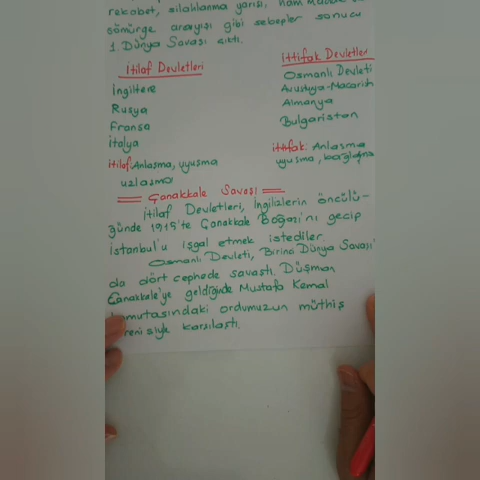 rekabet, silahlanma yarışı, ham madde
sömürge arayışı gibi sebepler sonucu
1. Dünya Savaşı çıktı.
İtilaf Devletleri
İngiltere
Rusya
Fransa
İtalya
İtilaf: Anlaşma, uyuşma
uzlaşma
İttifak Devletler
Osmanlı Devleti
Avusturya-Macarist
Almanya
Bulgaristan
İttifak: Anlaşma
uyuşma, bağlaşma
Çanakkale Savaşı
İtilaf Devletleri, İngilizlerin öncülü-
ğünde 1915'te Çanakkale Boğazı'nı geçip
İstanbul'u işgal etmek istediler.
Osmanlı Devleti, Birinci Dünya Savaşı'
da dört cephede savaştı. Düşman
Çanakkale'ye geldiğinde Mustafa Kemal
komutasındaki ordumuzun müthiş
direnişiyle karşılaştı.